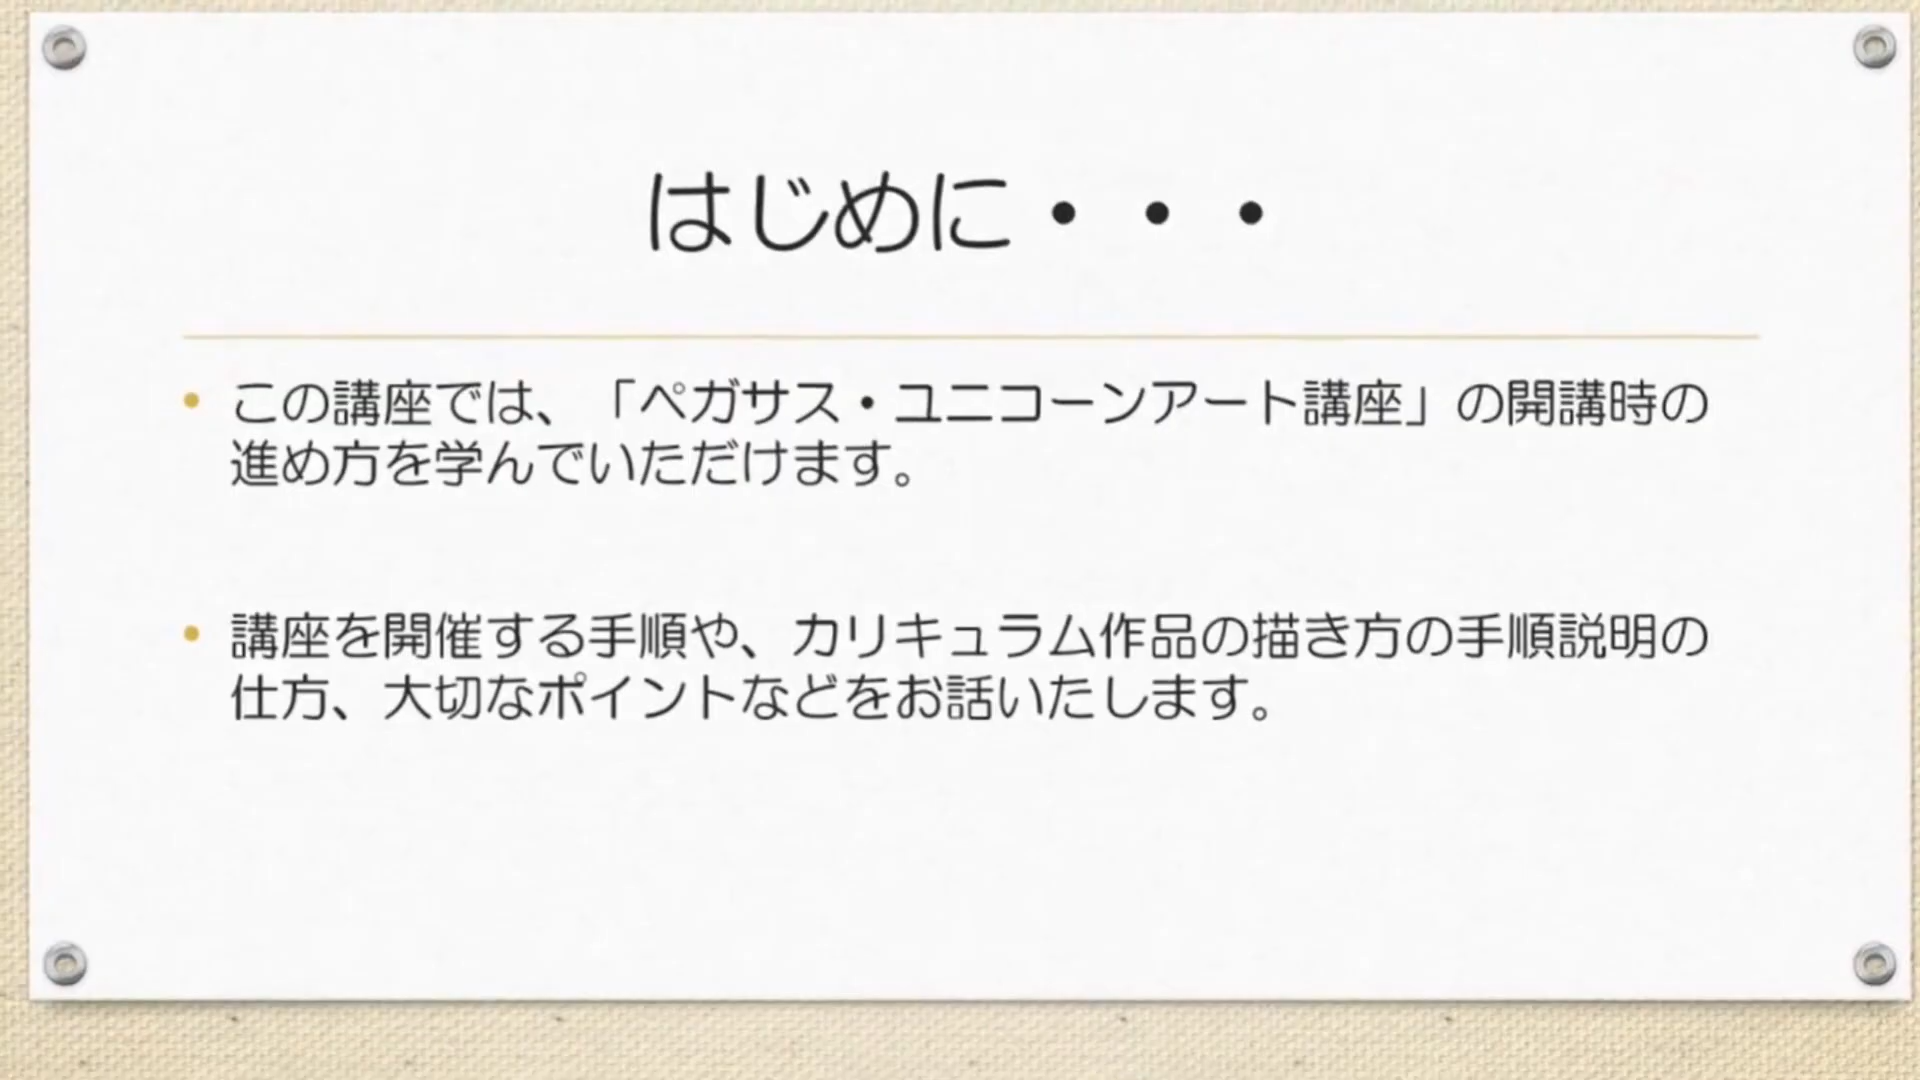 はじめに・・・
• この講座では、「ペガサス・ユニコーンアート講座」の開講時の
進め方を学んでいただけます。
• 講座を開催する手順や、カリキュラム作品の描き方の手順説明の
仕方、大切なポイントなどをお話いたします。